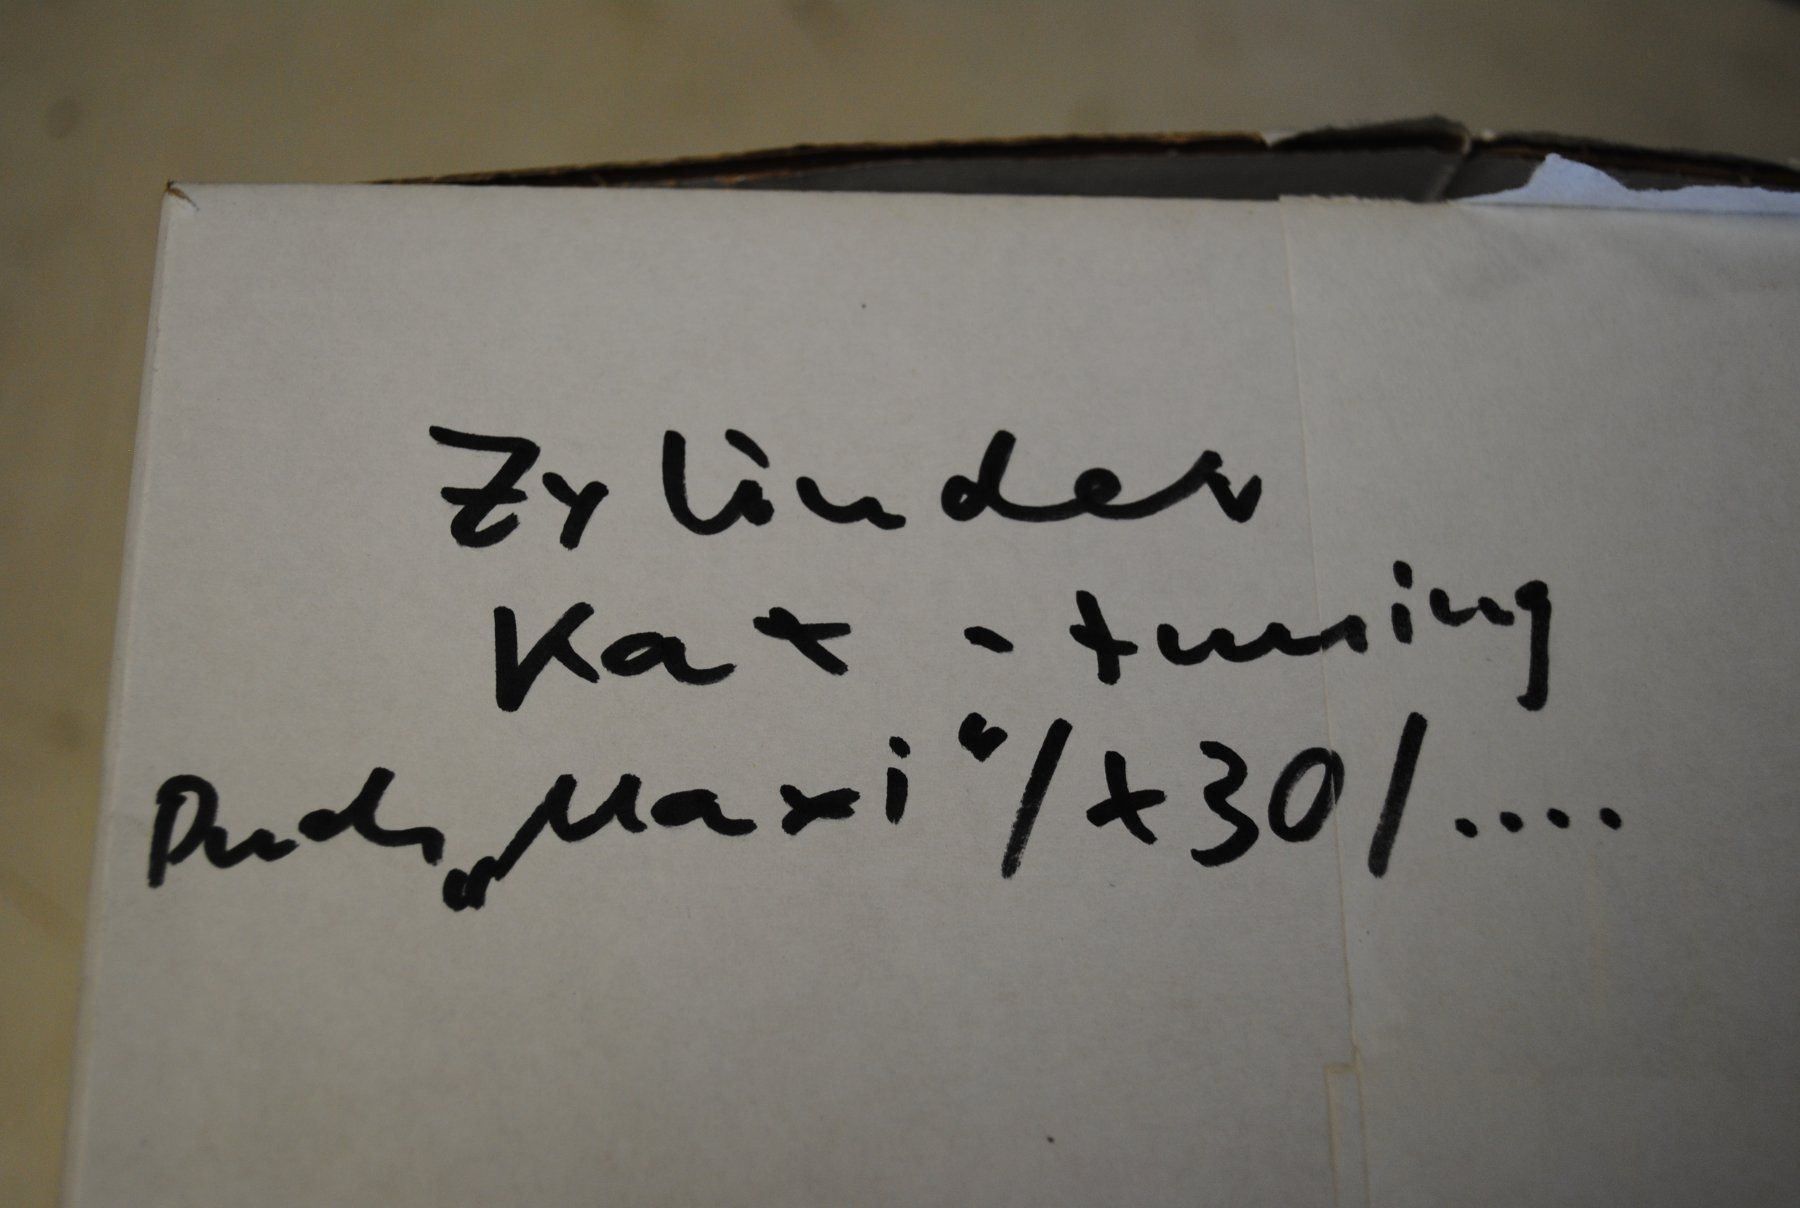 Zylinder
Kat - tuning
Puch „Maxi“/X30/....